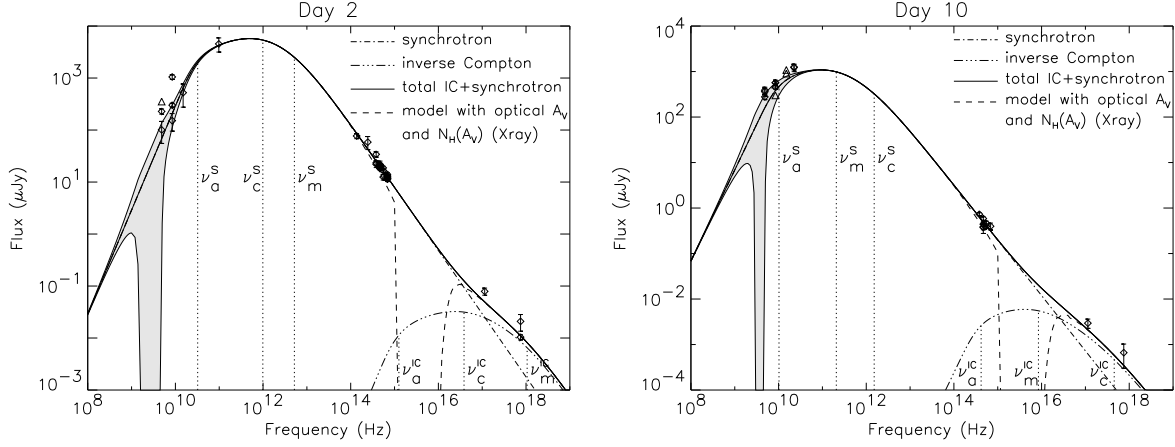 Day 2
synchrotron
inverse Compton
total IC+synchrotron
model with optical A_V
and N_H(A_V) (Xray)
ν_a^S ν_c^S ν_m^S
ν_a^IC ν_c^IC ν_m^IC
Flux (μJy)
10^3
10^1
10^-1
10^-3
10^8 10^10 10^12 10^14 10^16 10^18
Frequency (Hz)
Day 10
synchrotron
inverse Compton
total IC+synchrotron
model with optical A_V
and N_H(A_V) (Xray)
ν_a^S ν_m^S ν_c^S
ν_a^IC ν_m^IC ν_c^IC
Flux (μJy)
10^4
10^2
10^0
10^-2
10^-4
10^8 10^10 10^12 10^14 10^16 10^18
Frequency (Hz)